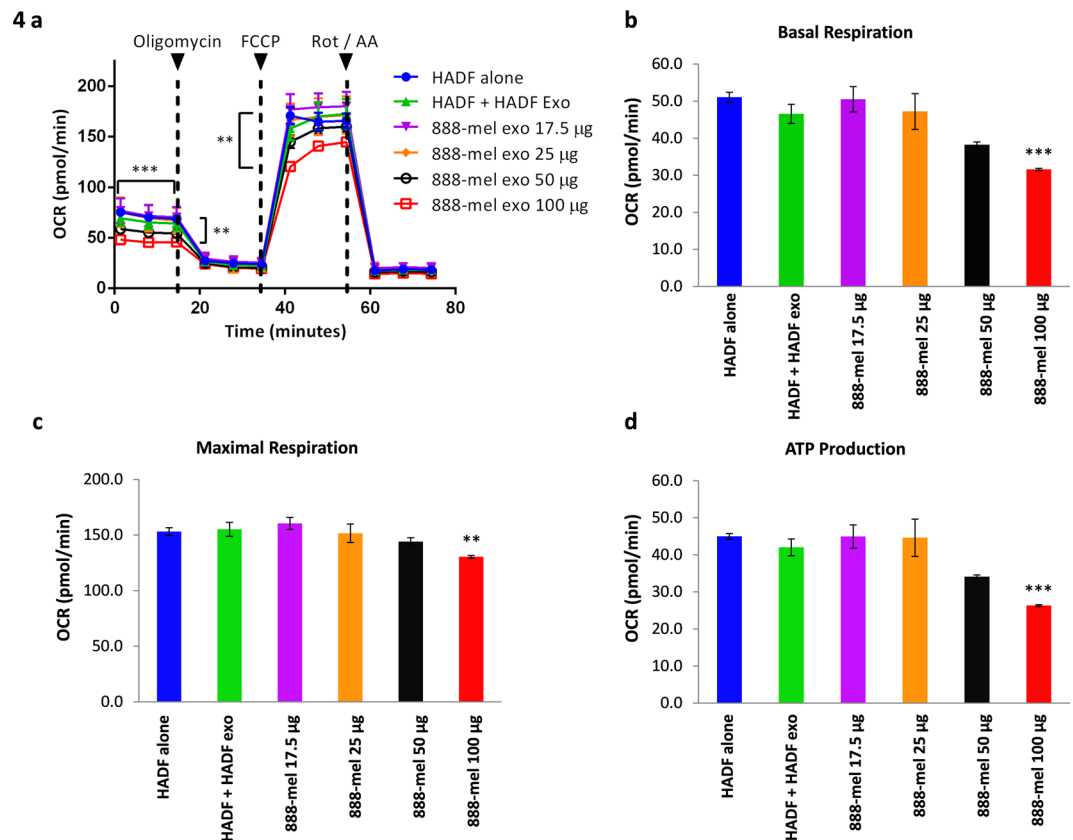 4 a
Oligomycin FCCP Rot / AA
OCR (pmol/min)
200
150
100
50
0
***
**
**
0 20 40 60 80
Time (minutes)
HADF alone
HADF + HADF Exo
888-mel exo 17.5 µg
888-mel exo 25 µg
888-mel exo 50 µg
888-mel exo 100 µg
b
Basal Respiration
OCR (pmol/min)
60.0
50.0
40.0
30.0
20.0
10.0
0.0
***
HADF alone
HADF + HADF exo
888-mel 17.5 µg
888-mel 25 µg
888-mel 50 µg
888-mel 100 µg
c
Maximal Respiration
OCR (pmol/min)
200.0
150.0
100.0
50.0
0.0
**
HADF alone
HADF + HADF exo
888-mel 17.5 µg
888-mel 25 µg
888-mel 50 µg
888-mel 100 µg
d
ATP Production
OCR (pmol/min)
60.0
50.0
40.0
30.0
20.0
10.0
0.0
***
HADF alone
HADF + HADF exo
888-mel 17.5 µg
888-mel 25 µg
888-mel 50 µg
888-mel 100 µg